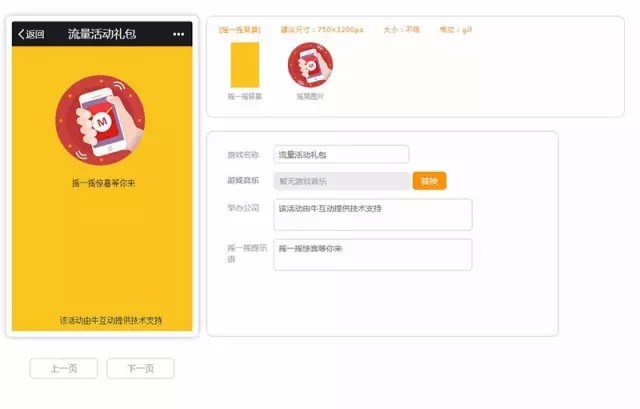 返回
流量活动礼包
M
摇一摇惊喜等你来
该活动由牛互动提供技术支持
上一页
下一页
[摇一摇背景] 建议尺寸：750×1200px 大小：不限 格式：gif
摇一摇背景
摇晃图片
游戏名称 流量活动礼包
游戏音乐 暂无游戏音乐 替换
举办公司 该活动由牛互动提供技术支持
摇一摇提示
语
摇一摇惊喜等你来